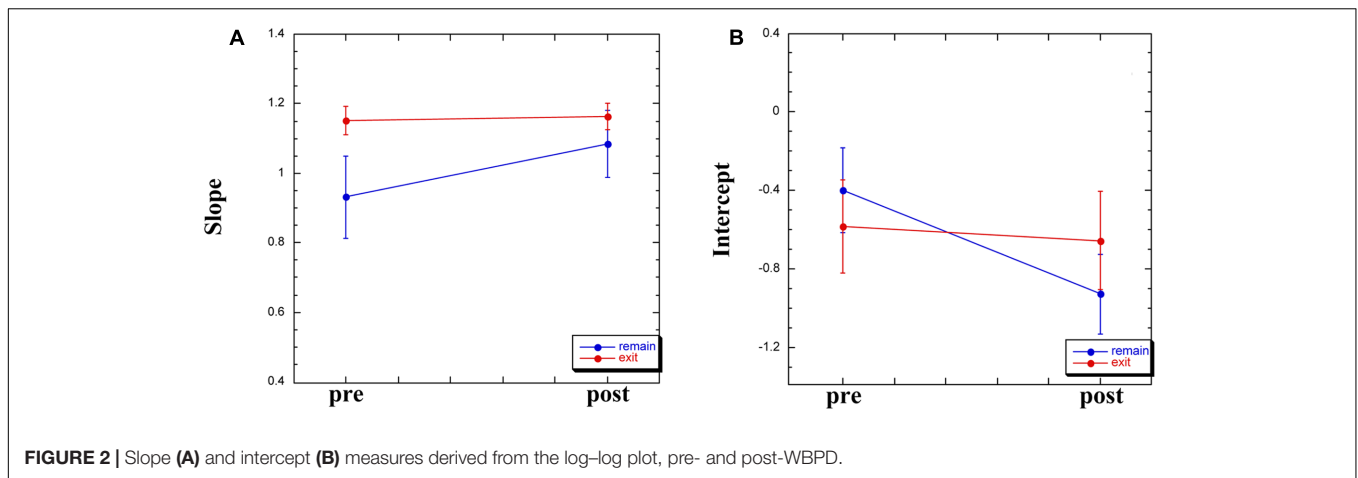 A
1.4
1.2
1
0.8
0.6
0.4
Slope
pre
post
remain
exit
B
0.4
0
-0.4
-0.8
-1.2
Intercept
pre
post
remain
exit
FIGURE 2 | Slope (A) and intercept (B) measures derived from the log–log plot, pre- and post-WBPD.